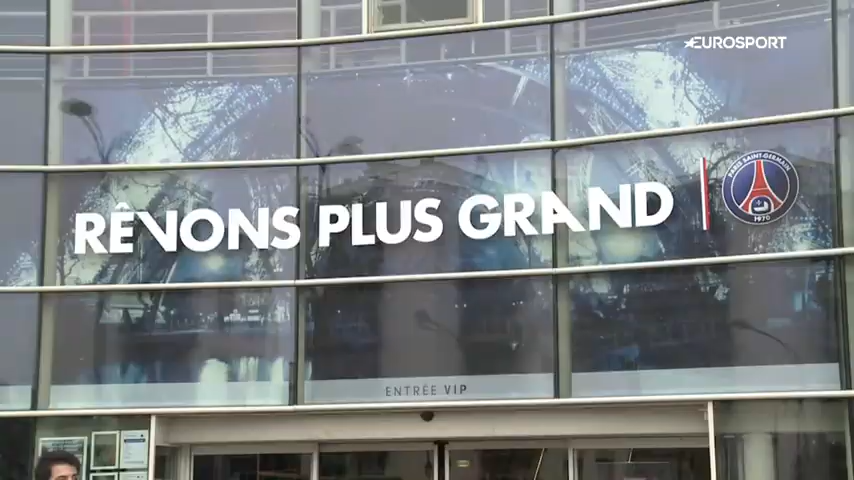 EUROSPORT
RÊVONS PLUS GRAND
PARIS SAINT-GERMAIN
1970
ENTRÉE VIP